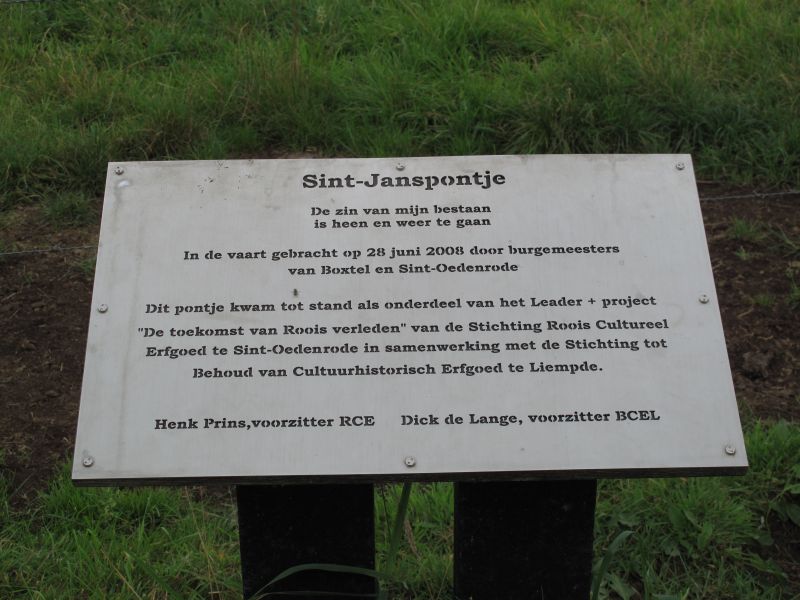 Sint-Janspontje
De zin van mijn bestaan
is heen en weer te gaan
In de vaart gebracht op 28 juni 2008 door burgemeesters
van Boxtel en Sint-Oedenrode
Dit pontje kwam tot stand als onderdeel van het Leader + project
"De toekomst van Roois verleden" van de Stichting Roois Cultureel
Erfgoed te Sint-Oedenrode in samenwerking met de Stichting tot
Behoud van Cultuurhistorisch Erfgoed te Liempde.
Henk Prins,voorzitter RCE Dick de Lange, voorzitter BCEL